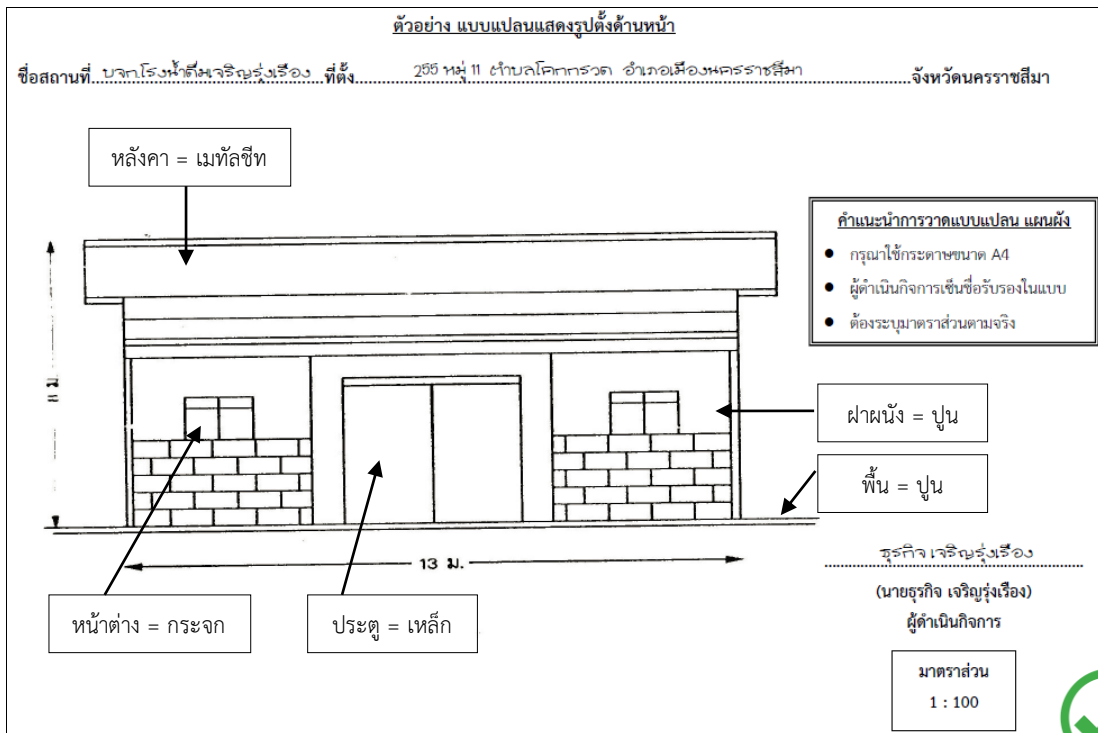 ตัวอย่าง แบบแปลนแสดงรูปตั้งด้านหน้า
ชื่อสถานที่ บจก.โรงน้ำดื่มเจริญรุ่งเรือง ที่ตั้ง 255 หมู่ 11 ตำบลโคกกรวด อำเภอเมืองนครราชสีมา จังหวัดนครราชสีมา
หลังคา = เมทัลชีท
คำแนะนำการวาดแบบแปลน แผนผัง
● กรุณาใช้กระดาษขนาด A4
● ผู้ดำเนินกิจการเซ็นชื่อรับรองในแบบ
● ต้องระบุมาตราส่วนตามจริง
ฝาผนัง = ปูน
พื้น = ปูน
13 ม.
หน้าต่าง = กระจก
ประตู = เหล็ก
ธุรกิจ เจริญรุ่งเรือง
(นายธุรกิจ เจริญรุ่งเรือง)
ผู้ดำเนินกิจการ
มาตราส่วน
1 : 100